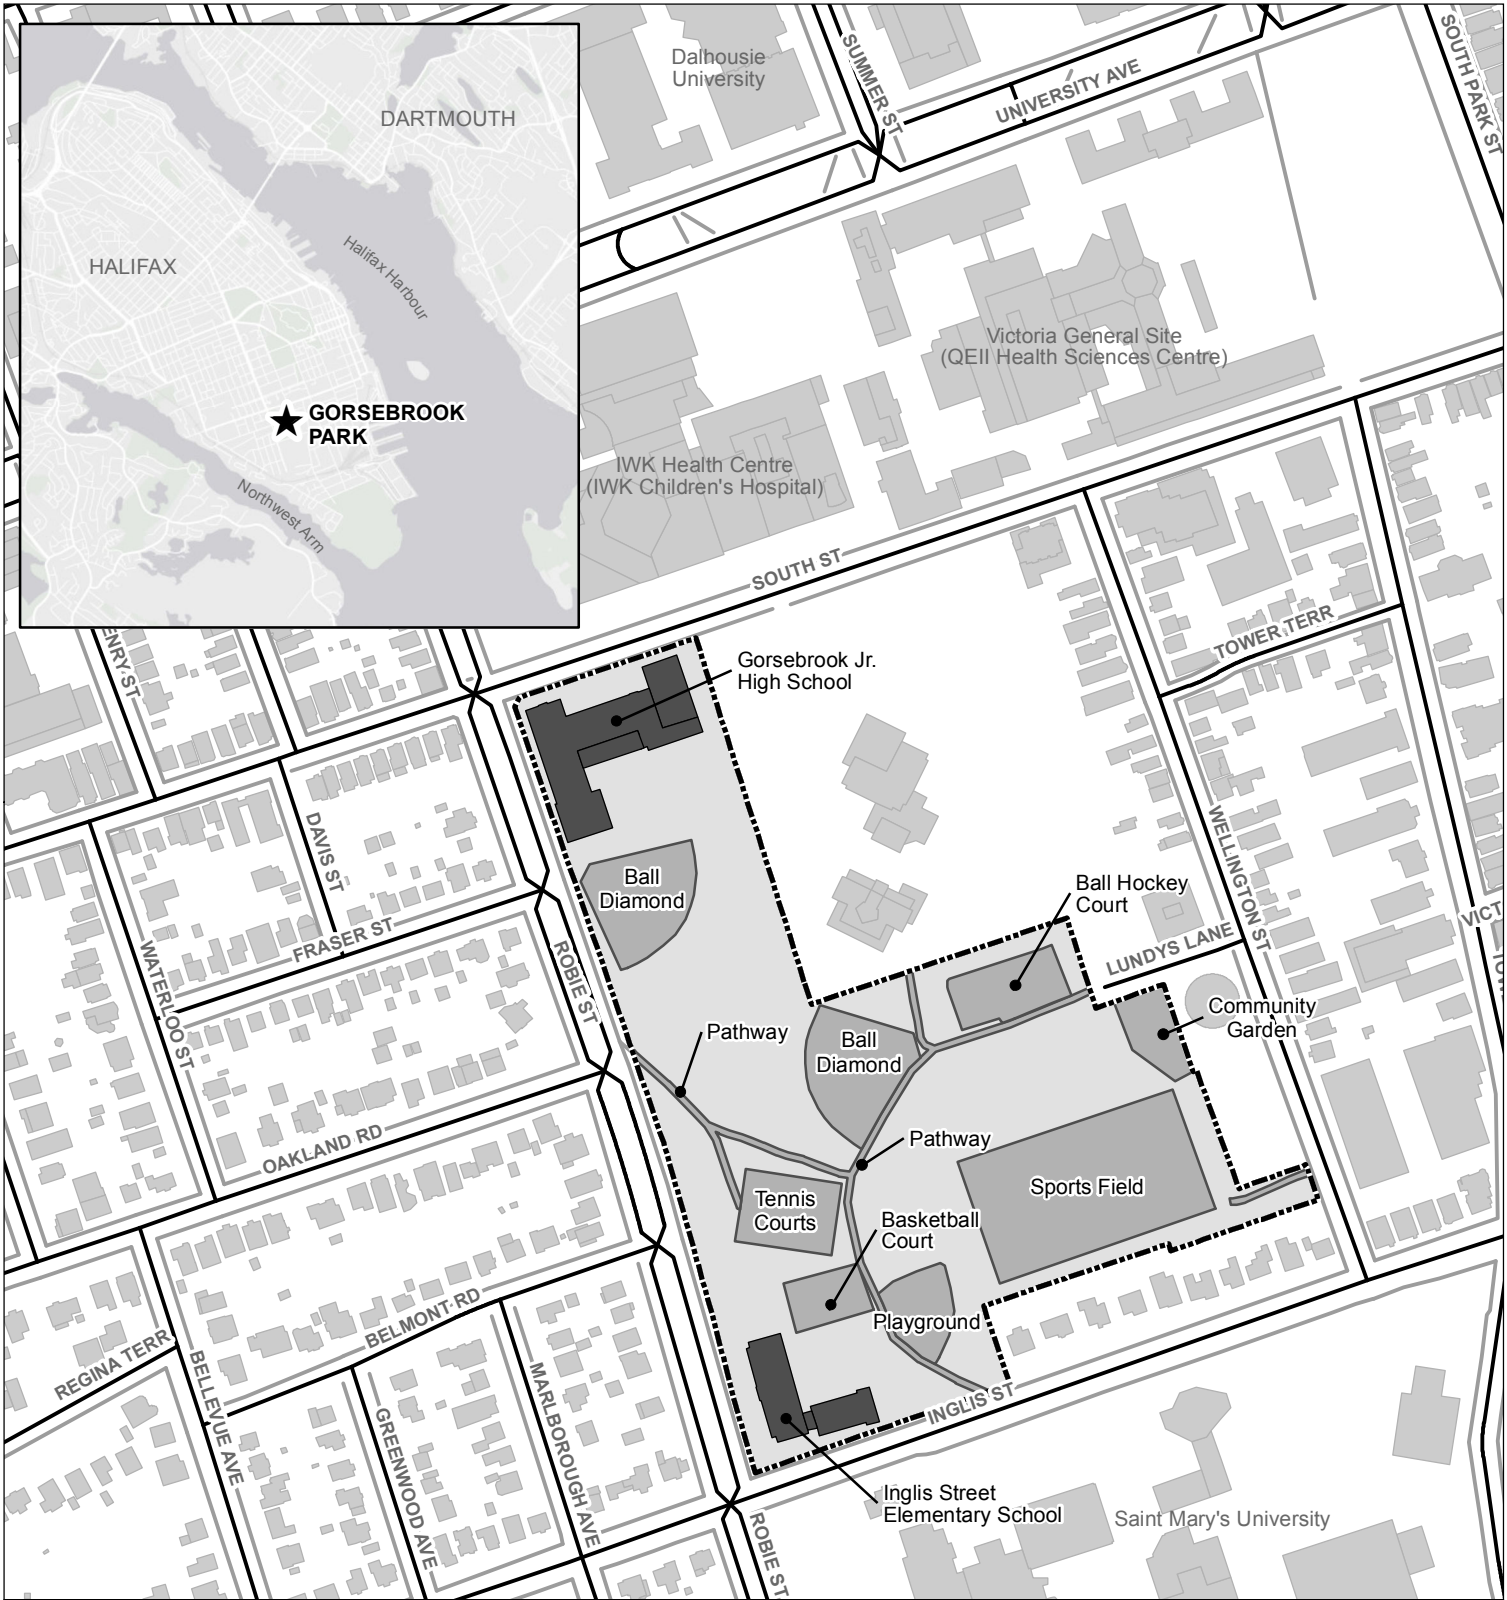 Dalhousie
University
SUMMER ST
UNIVERSITY AVE
SOUTH PARK ST
DARTMOUTH
HALIFAX
Halifax Harbour
GORSEBROOK
PARK
Northwest Arm
Victoria General Site
(QEII Health Sciences Centre)
IWK Health Centre
(IWK Children's Hospital)
SOUTH ST
TOWER TERR
ENRY ST
Gorsebrook Jr.
High School
DAVIS ST
WELLINGTON ST
Ball
Diamond
Ball Hockey
Court
VICT
FRASER ST
WATERLOO ST
ROBIE ST
LUNDYS LANE
TOW
Community
Garden
Pathway
Ball
Diamond
OAKLAND RD
Pathway
Sports Field
Tennis
Courts
Basketball
Court
BELMONT RD
Playground
REGINA TERR
BELLEVUE AVE
GREENWOOD AVE
MARLBOROUGH AVE
INGLIS ST
Inglis Street
Elementary School
Saint Mary's University
ROBIE ST